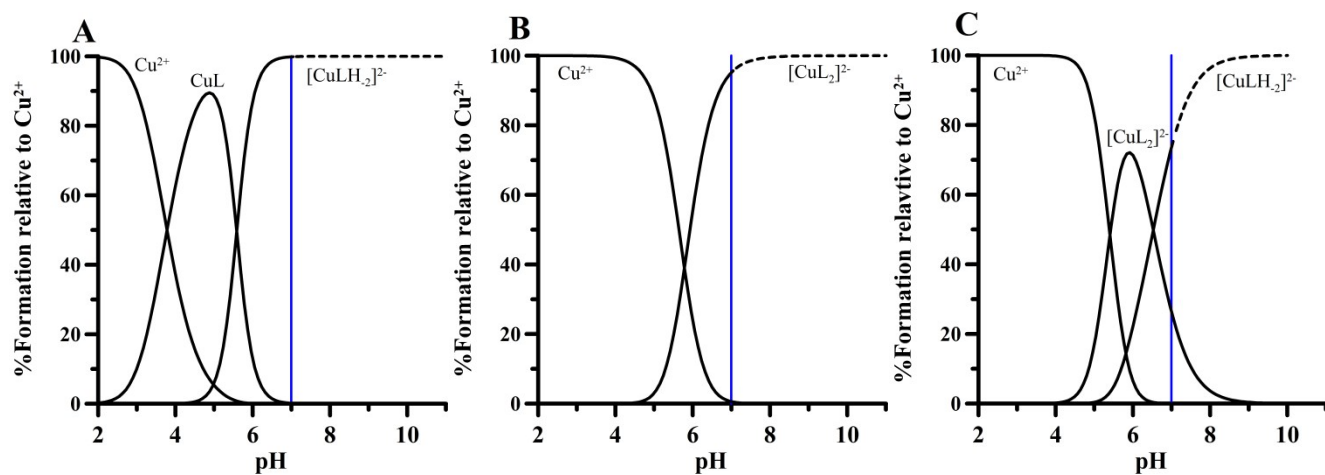 A
%Formation relative to Cu²⁺
100
80
60
40
20
0
Cu²⁺
CuL
[CuLH₋₂]²⁻
2 4 6 8 10
pH
B
%Formation relative to Cu²⁺
100
80
60
40
20
0
Cu²⁺
[CuL₂]²⁻
2 4 6 8 10
pH
C
%Formation relavtive to Cu²⁺
100
80
60
40
20
0
Cu²⁺
[CuL₂]²⁻
[CuLH₋₂]²⁻
2 4 6 8 10
pH